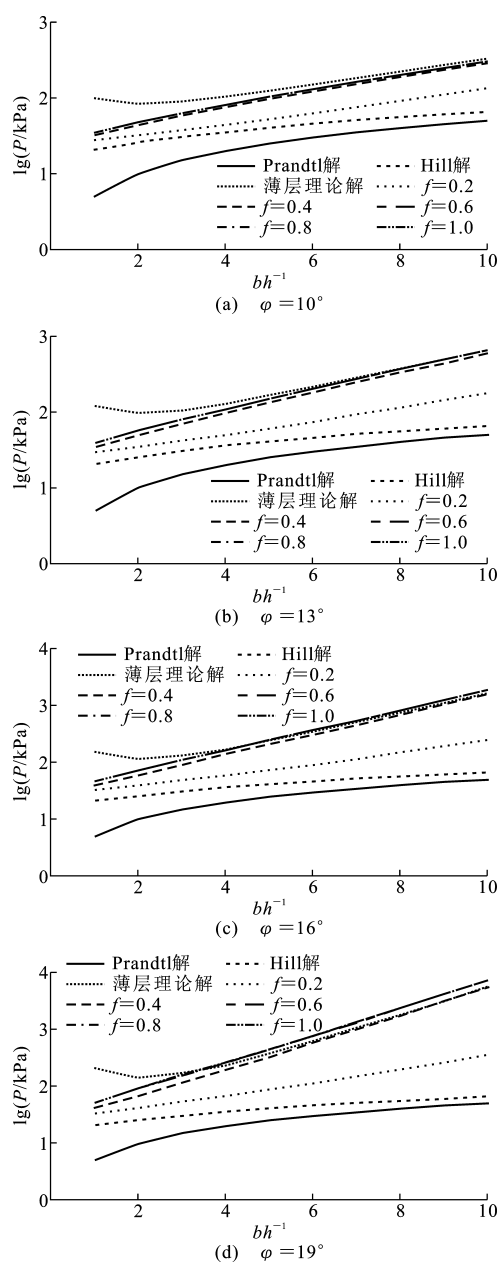 3
2
1
0
lg(P/kPa)
Prandtl解 Hill解
薄层理论解 f=0.2
f=0.4 f=0.6
f=0.8 f=1.0
2 4 6 8 10
bh⁻¹
(a) φ=10°
3
2
1
0
lg(P/kPa)
Prandtl解 Hill解
薄层理论解 f=0.2
f=0.4 f=0.6
f=0.8 f=1.0
2 4 6 8 10
bh⁻¹
(b) φ=13°
4
3
2
1
0
lg(P/kPa)
Prandtl解 Hill解
薄层理论解 f=0.2
f=0.4 f=0.6
f=0.8 f=1.0
2 4 6 8 10
bh⁻¹
(c) φ=16°
4
3
2
1
0
lg(P/kPa)
Prandtl解 Hill解
薄层理论解 f=0.2
f=0.4 f=0.6
f=0.8 f=1.0
2 4 6 8 10
bh⁻¹
(d) φ=19°